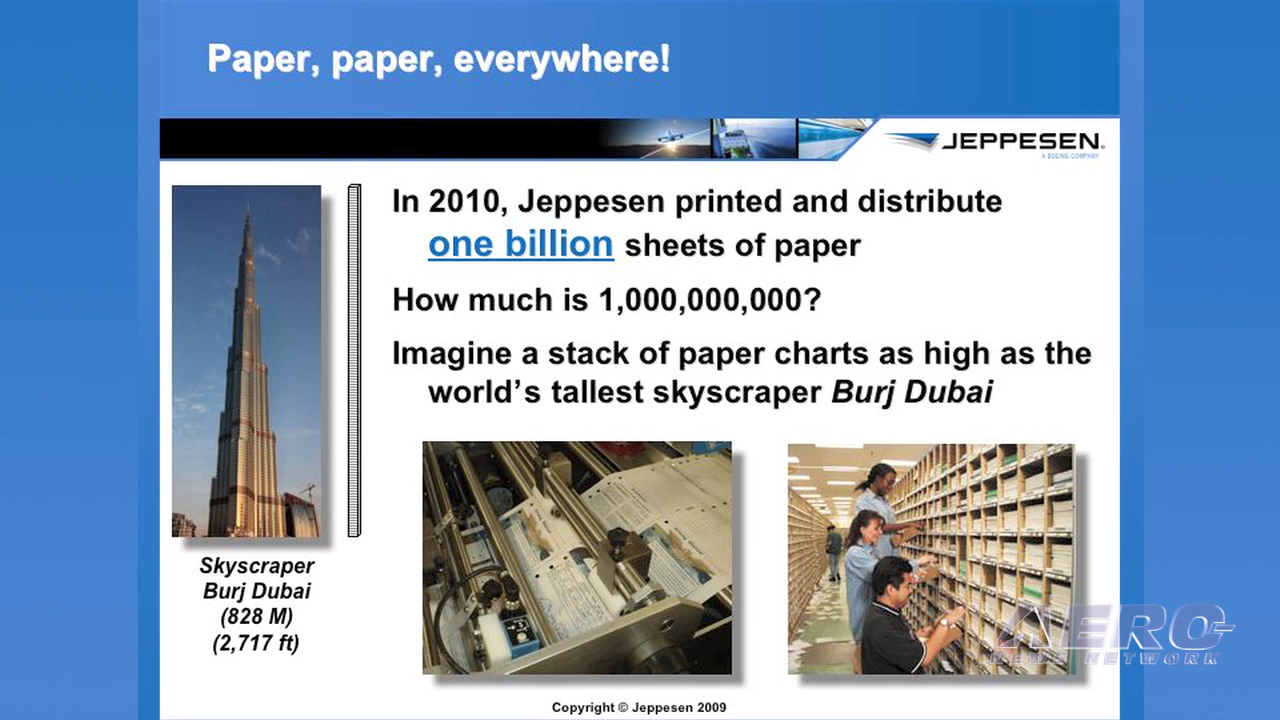 Paper, paper, everywhere!
JEPPESEN.
A BOEING COMPANY
In 2010, Jeppesen printed and distribute
one billion sheets of paper
How much is 1,000,000,000?
Imagine a stack of paper charts as high as the
world's tallest skyscraper Burj Dubai
Skyscraper
Burj Dubai
(828 M)
(2,717 ft)
AERO
NEWS NETWORK
Copyright © Jeppesen 2009